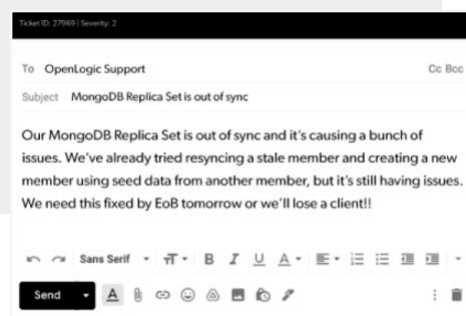 Ticket ID: 27969 | Severity: 2
To OpenLogic Support Cc Bcc
Subject MongoDB Replica Set is out of sync
Our MongoDB Replica Set is out of sync and it's causing a bunch of
issues. We've already tried resyncing a stale member and creating a new
member using seed data from another member, but it's still having issues.
We need this fixed by EoB tomorrow or we'll lose a client!!
Sans Serif TT B I U A
Send A